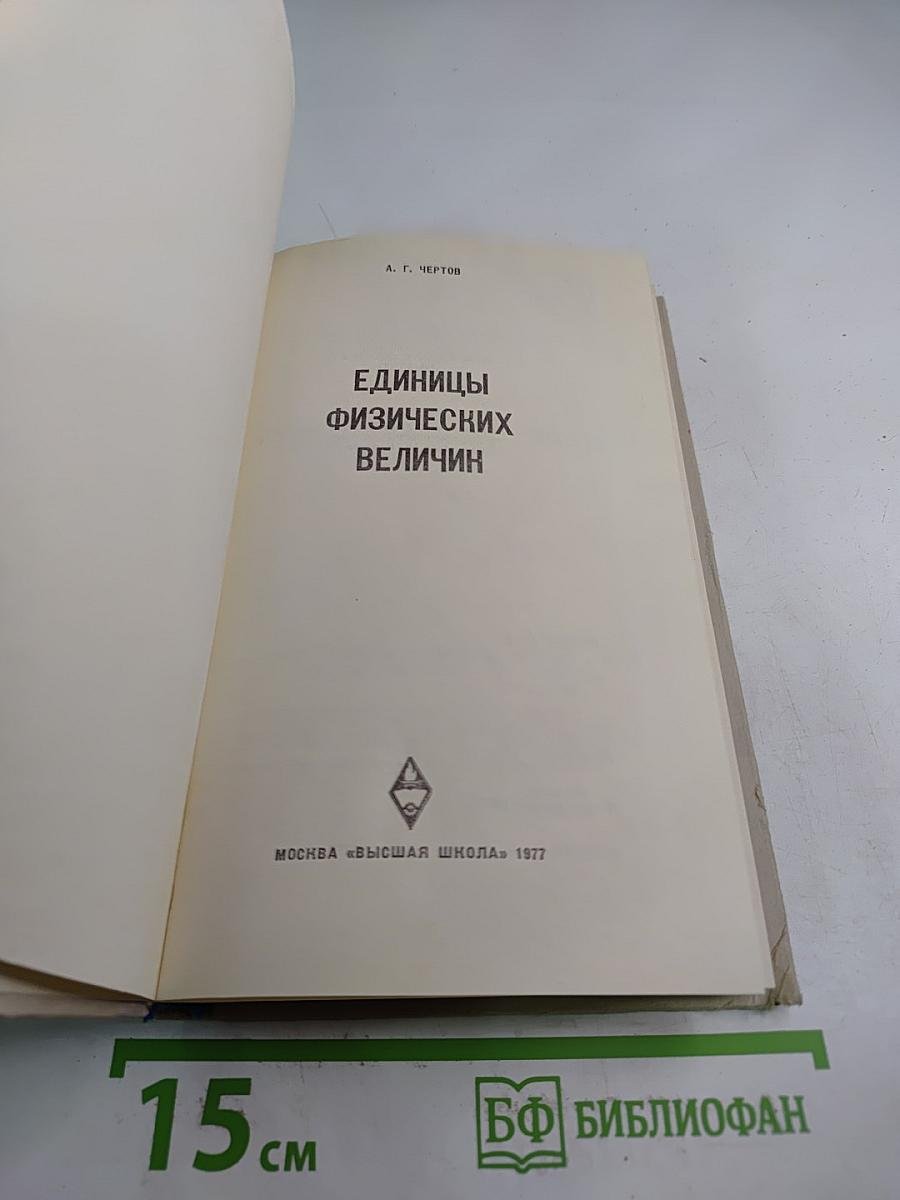 А. Г. ЧЕРТОВ
ЕДИНИЦЫ
ФИЗИЧЕСКИХ
ВЕЛИЧИН
МОСКВА «ВЫСШАЯ ШКОЛА» 1977
15 см
БФ БИБЛИОФАН